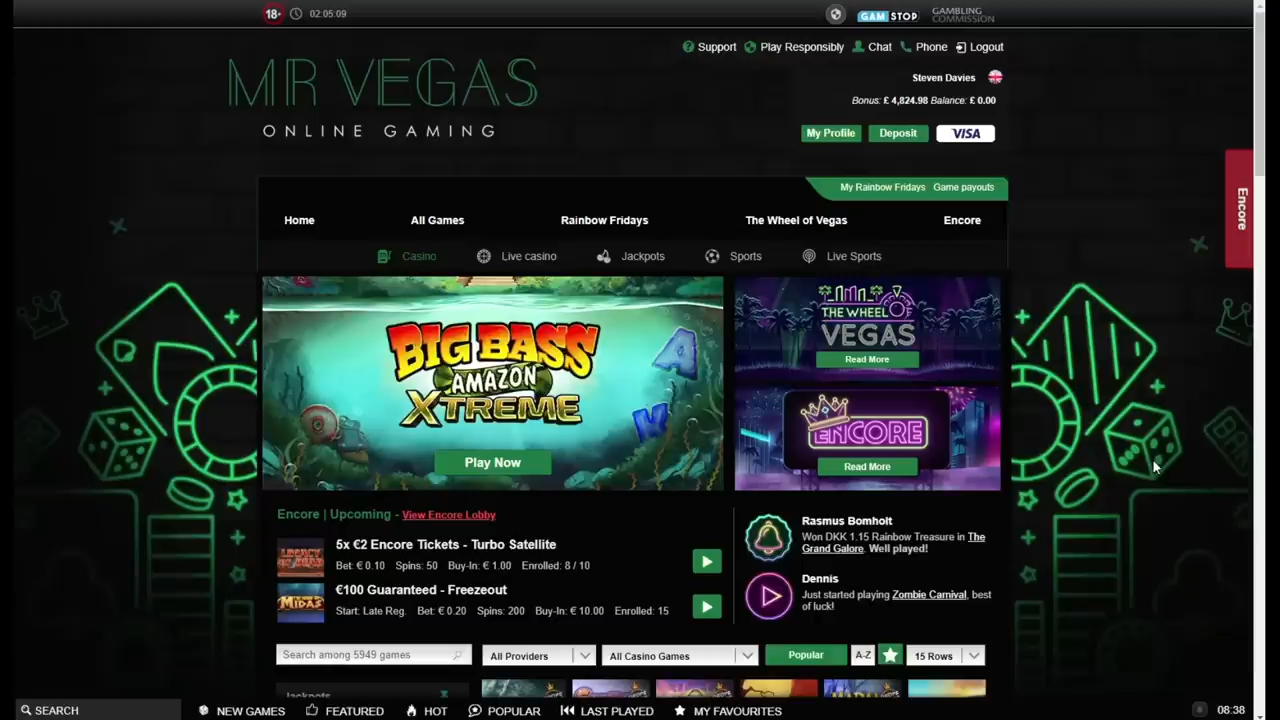 18+ 02:05:09
GAMSTOP GAMBLING COMMISSION
Support Play Responsibly Chat Phone Logout
MR VEGAS
ONLINE GAMING
Steven Davies
Bonus: £ 4,824.98 Balance: £ 0.00
My Profile Deposit VISA
My Rainbow Fridays Game payouts
Encore
Home All Games Rainbow Fridays The Wheel of Vegas Encore
Casino Live casino Jackpots Sports Live Sports
BIG BASS
AMAZON
XTREME
A
K
Play Now
THE WHEEL OF
VEGAS
Read More
ENCORE
Read More
Encore | Upcoming - View Encore Lobby
5x €2 Encore Tickets - Turbo Satellite
Bet: € 0.10 Spins: 50 Buy-In: € 1.00 Enrolled: 8 / 10
€100 Guaranteed - Freezeout
Start: Late Reg. Bet: € 0.20 Spins: 200 Buy-In: € 10.00 Enrolled: 15
Rasmus Bomholt
Won DKK 1.15 Rainbow Treasure in The
Grand Galore. Well played!
Dennis
Just started playing Zombie Carnival, best
of luck!
Search among 5949 games All Providers All Casino Games Popular A-Z 15 Rows
Jackpots
SEARCH NEW GAMES FEATURED HOT POPULAR LAST PLAYED MY FAVOURITES 08:38